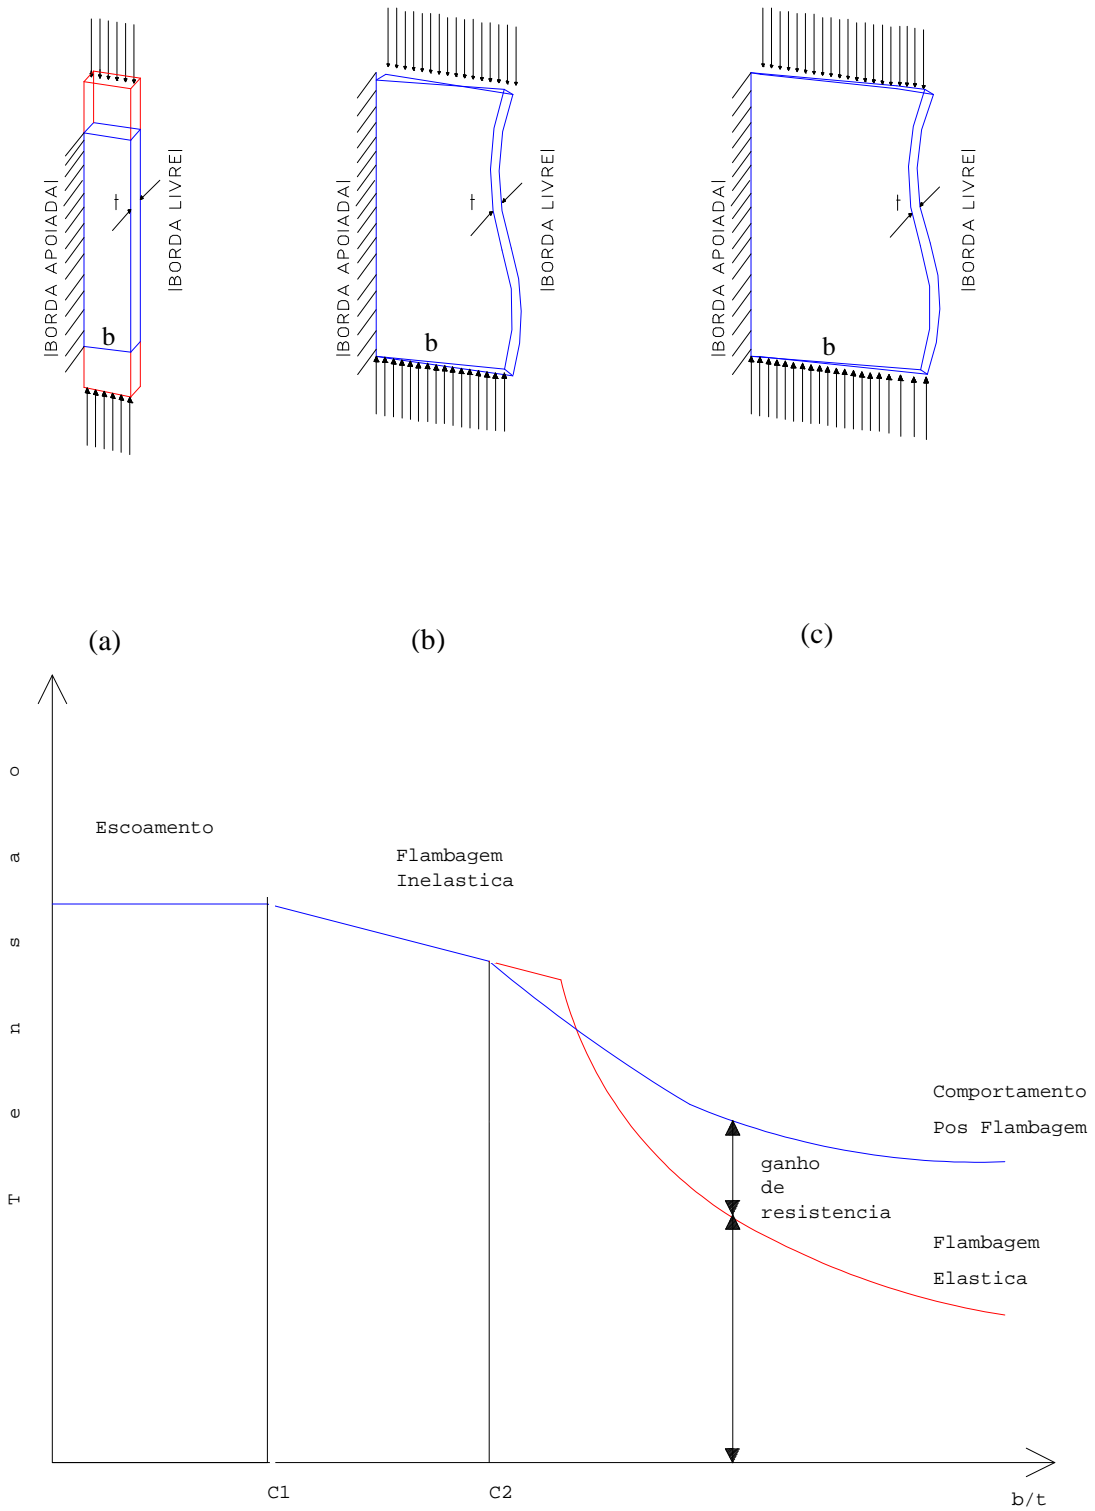 |BORDA APOIADA|
t
b
|BORDA LIVRE|
|BORDA APOIADA|
t
b
|BORDA LIVRE|
|BORDA APOIADA|
t
b
|BORDA LIVRE|
(a)
(b)
(c)
Tensao
Escoamento
Flambagem
Inelastica
Comportamento
Pos Flambagem
ganho
de
resistencia
Flambagem
Elastica
C1
C2
b/t